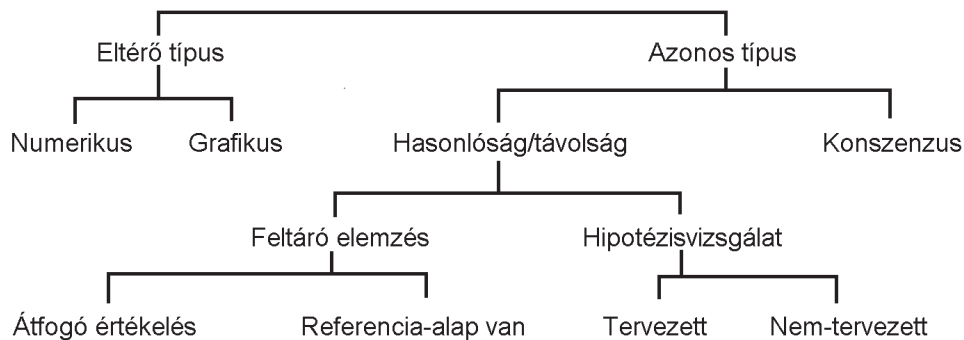 Eltérő típus Azonos típus
Numerikus Grafikus Hasonlóság/távolság Konszenzus
Feltáró elemzés Hipotézisvizsgálat
Átfogó értékelés Referencia-alap van Tervezett Nem-tervezett